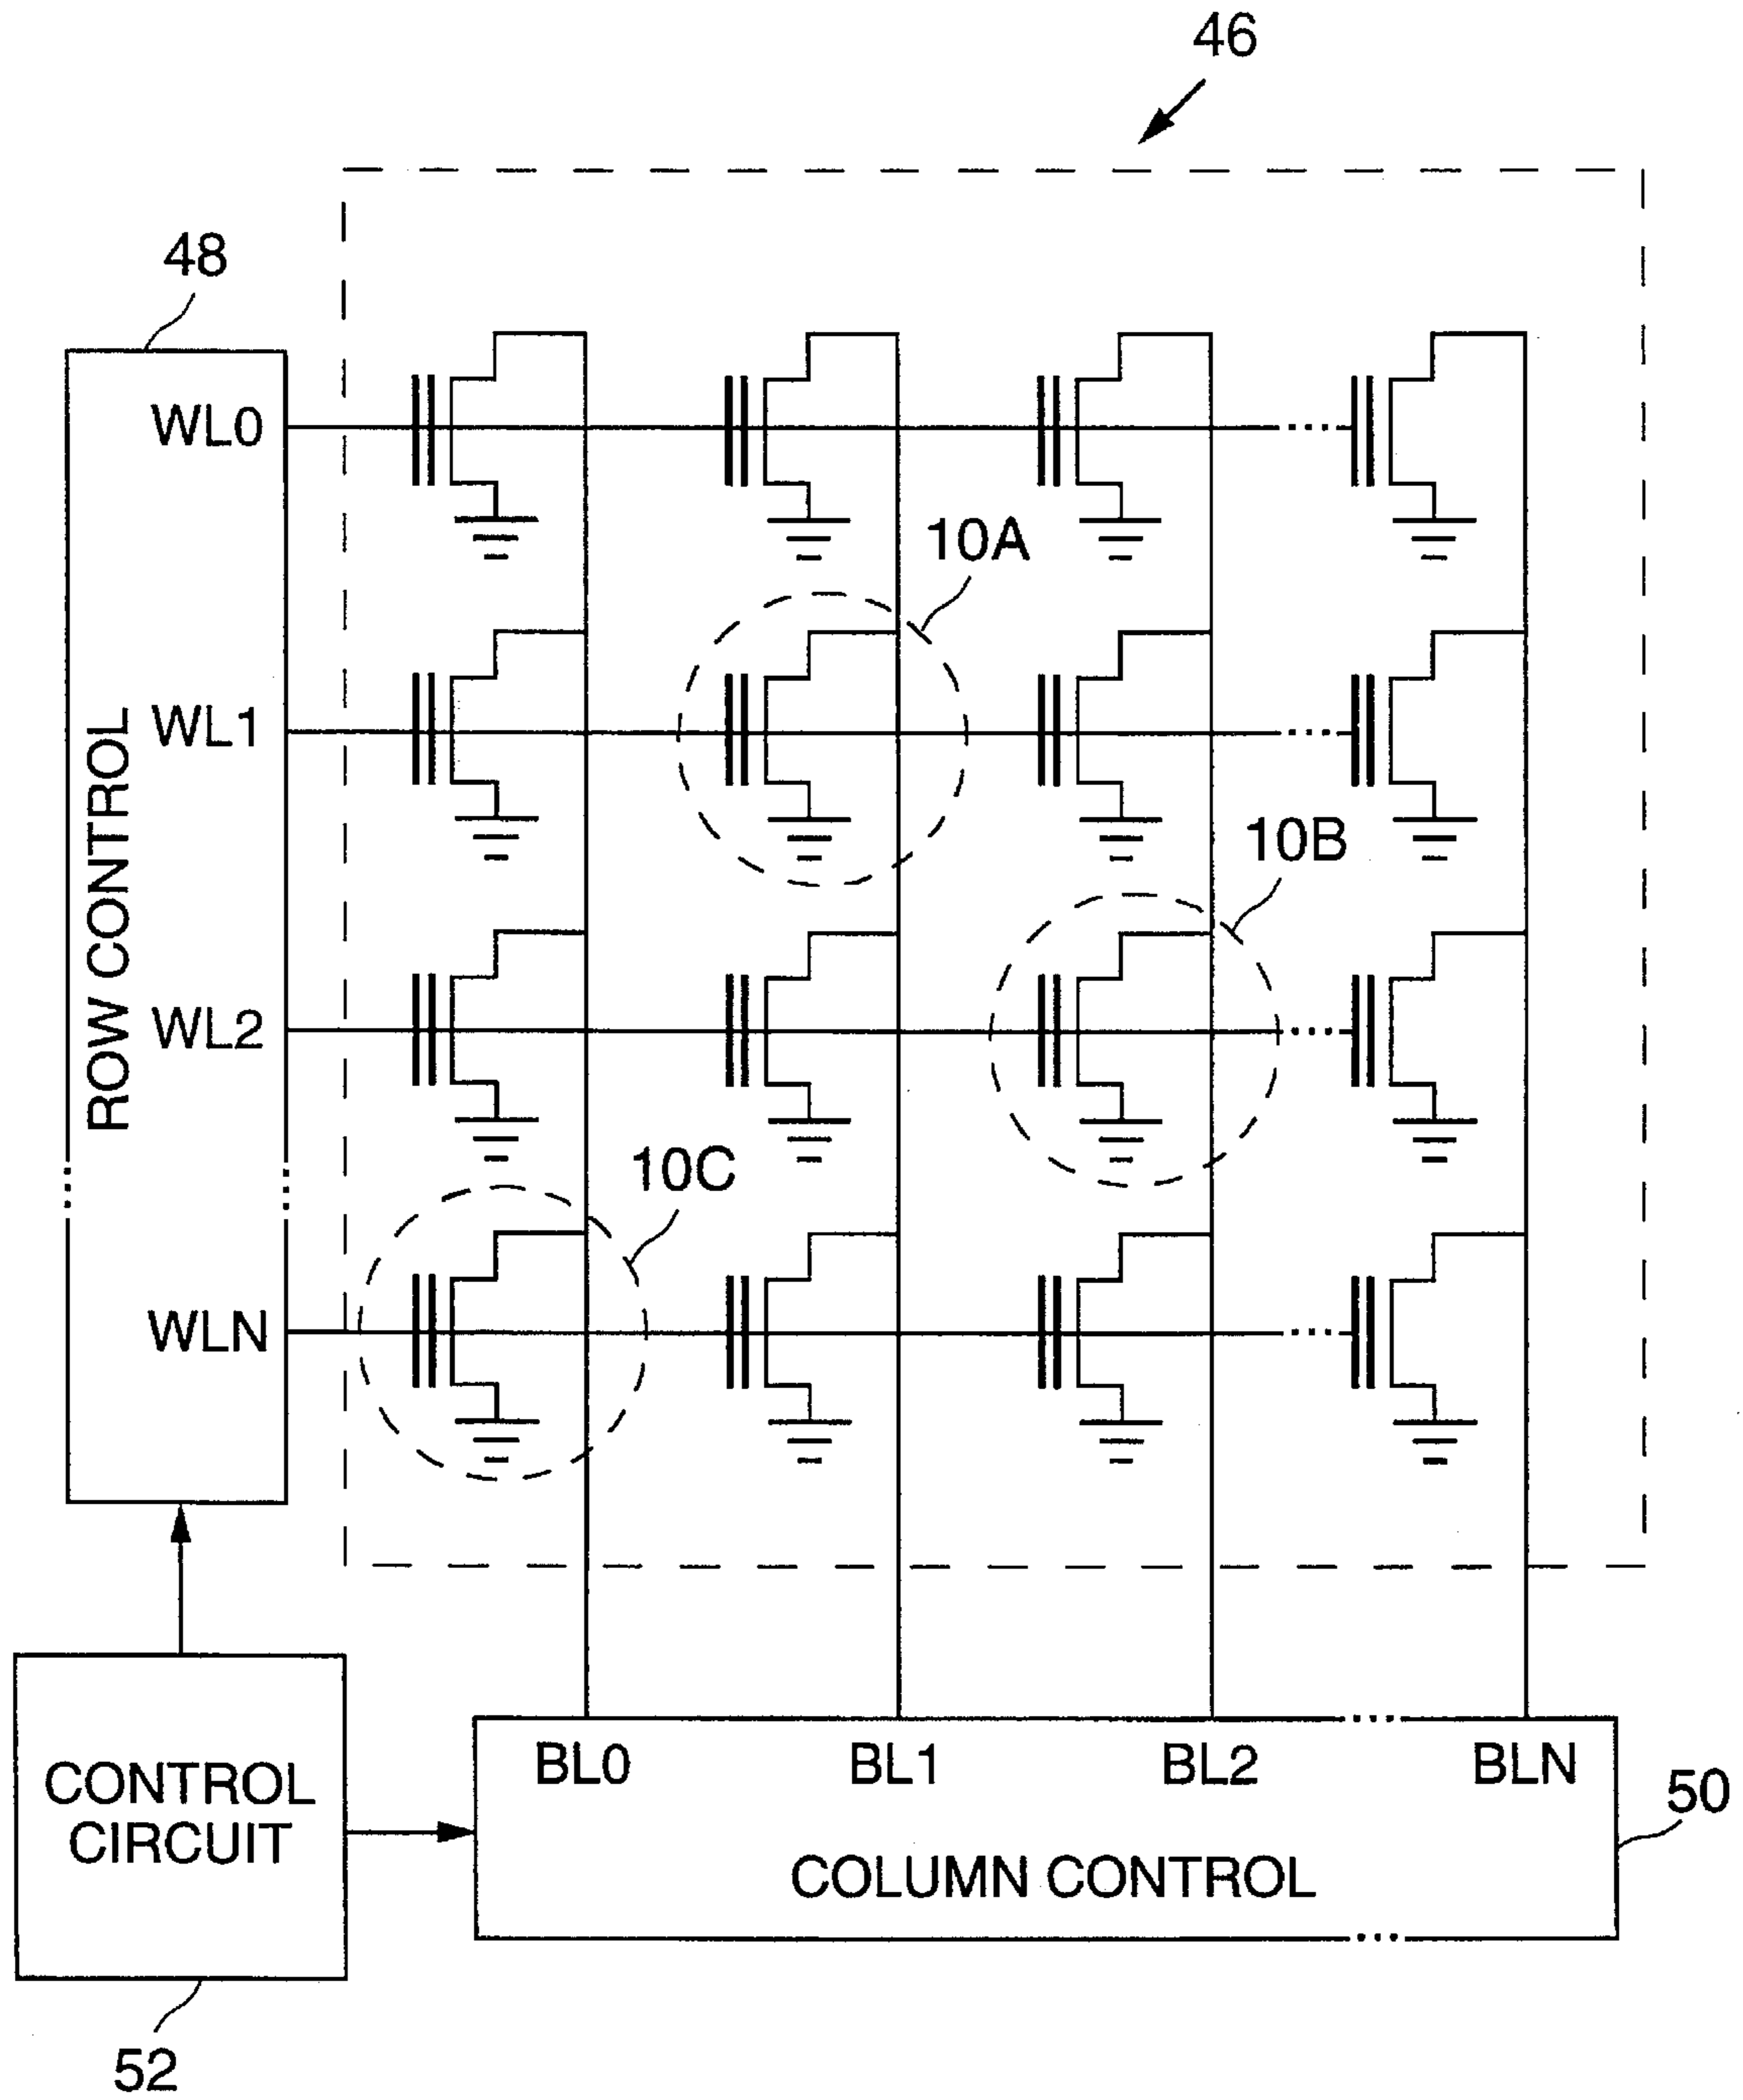 46
48
WL0
10A
WL1
10B
ROW CONTROL
WL2
10C
WLN
BL0 BL1 BL2 BLN
50
CONTROL
CIRCUIT
COLUMN CONTROL
52